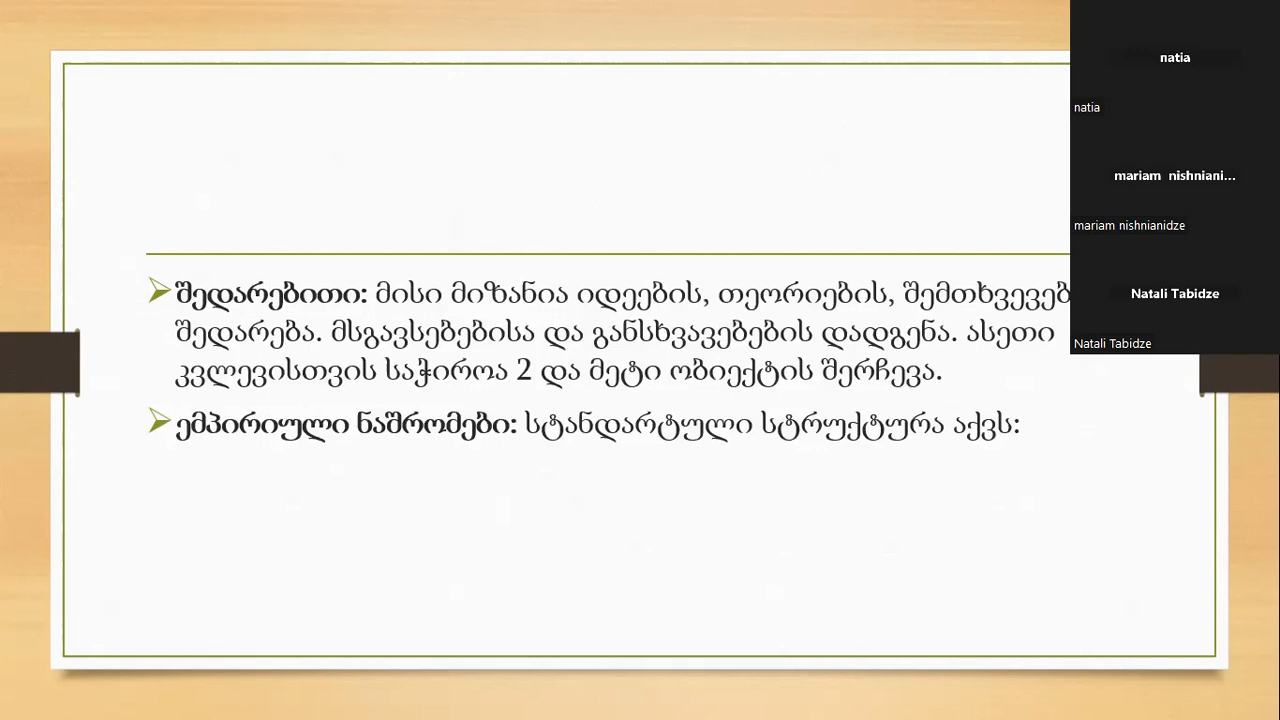 შედარებითი: მისი მიზანია იდეების, თეორიების,
შედარება. მსგავსებებისა და განსხვავებების დადგენა. ასეთი
კვლევისთვის საჭიროა 2 და მეტი ობიექტის შერჩევა.
ემპირიული ნაშრომები: სტანდარტული სტრუქტურა აქვს:
natia
natia
mariam nishniani...
mariam nishnianidze
Natali Tabidze
Natali Tabidze